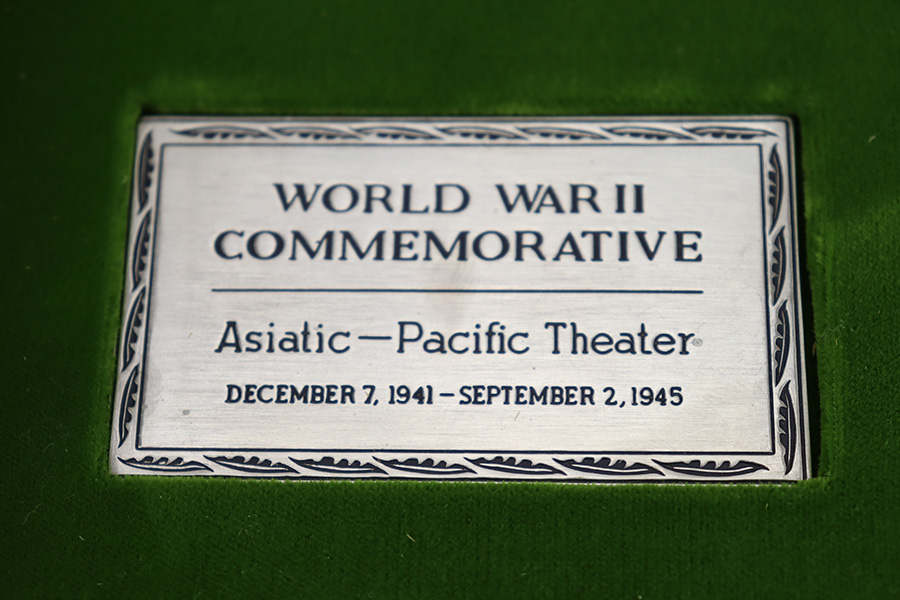 WORLD WAR II
COMMEMORATIVE
Asiatic—Pacific Theater
DECEMBER 7, 1941 – SEPTEMBER 2, 1945